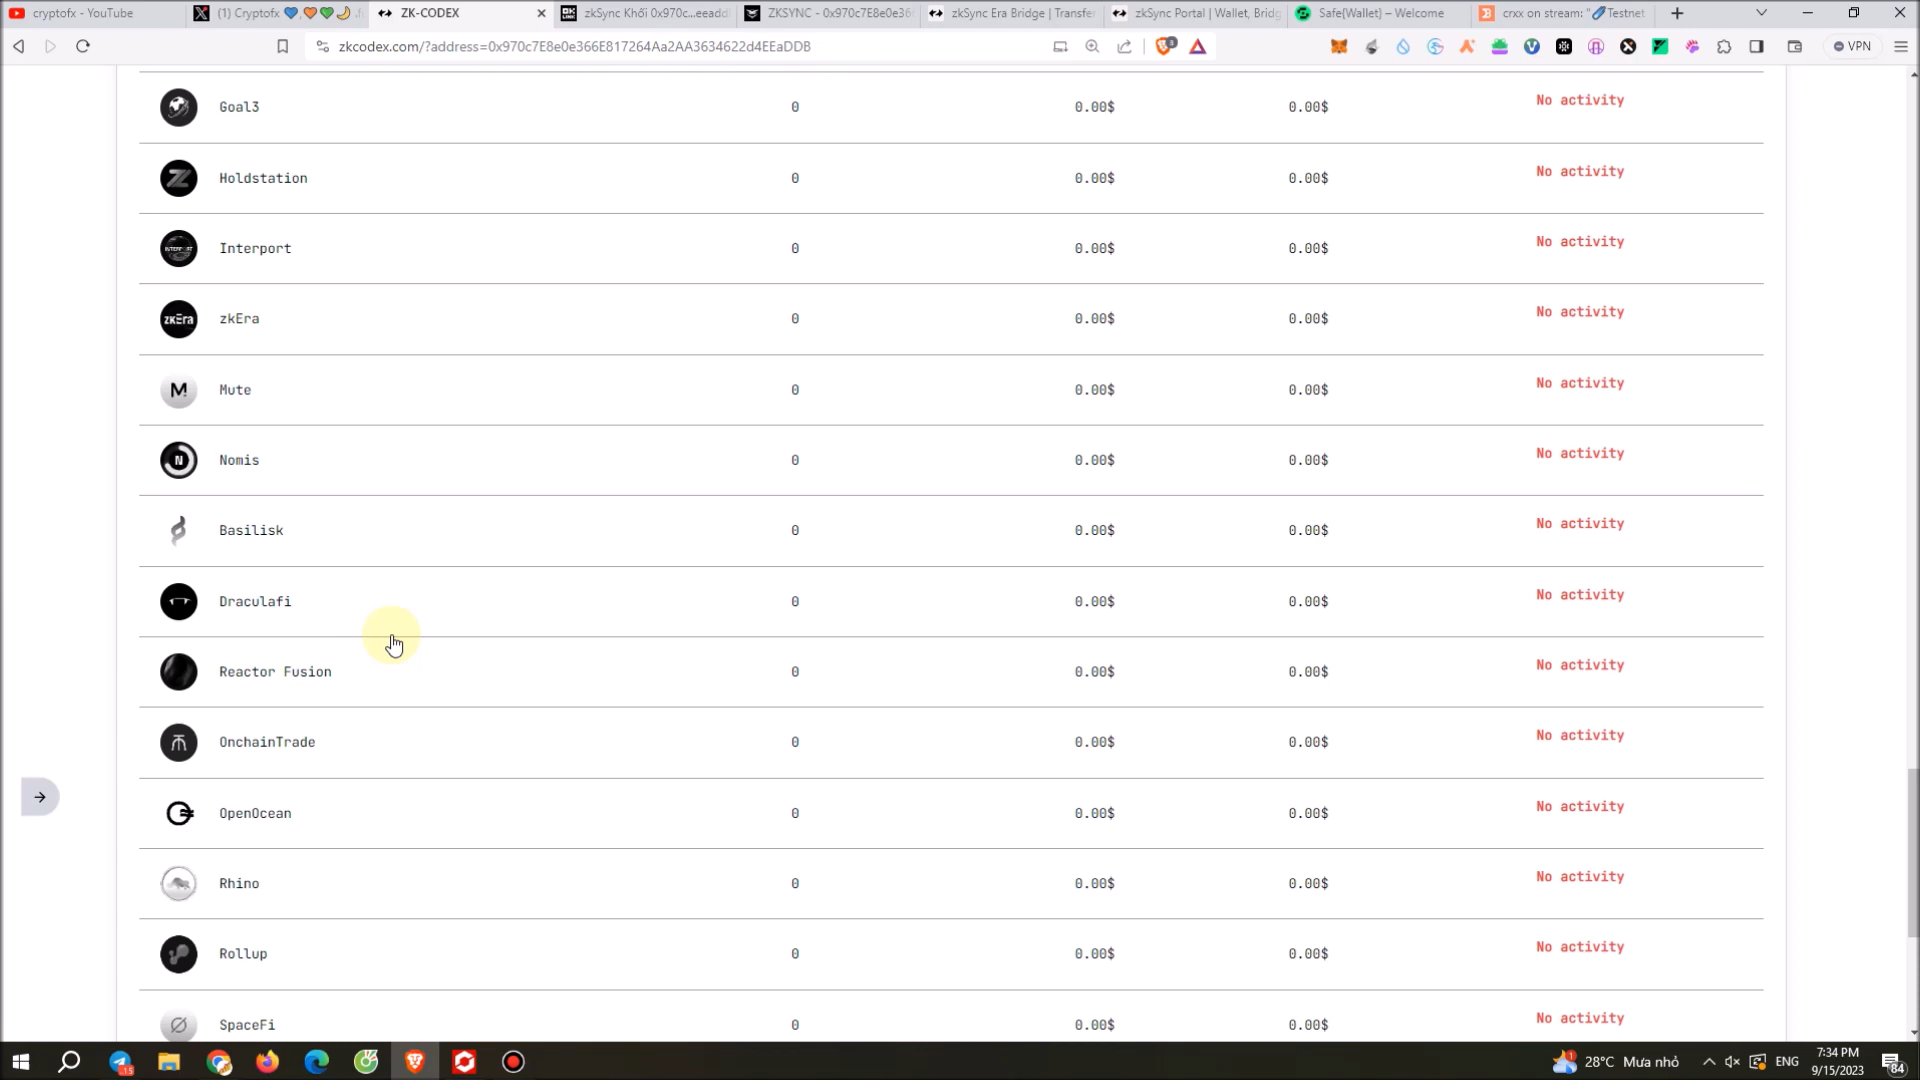 cryptofx - YouTube
(1) Cryptofx 💙,🧡💚🌙 .f
ZK-CODEX
zkSync Khối 0x970c...eeadd
ZKSYNC - 0x970c7E8e0e36
zkSync Era Bridge | Transfer
zkSync Portal | Wallet, Bridg
Safe{Wallet} – Welcome
crxx on stream: "🧪Testnet
zkcodex.com/?address=0x970c7E8e0e366E817264Aa2AA3634622d4EEaDDB
VPN
Goal3 0 0.00$ 0.00$ No activity
Holdstation 0 0.00$ 0.00$ No activity
Interport 0 0.00$ 0.00$ No activity
zkEra zkEra 0 0.00$ 0.00$ No activity
M Mute 0 0.00$ 0.00$ No activity
N Nomis 0 0.00$ 0.00$ No activity
Basilisk 0 0.00$ 0.00$ No activity
Draculafi 0 0.00$ 0.00$ No activity
Reactor Fusion 0 0.00$ 0.00$ No activity
OnchainTrade 0 0.00$ 0.00$ No activity
OpenOcean 0 0.00$ 0.00$ No activity
Rhino 0 0.00$ 0.00$ No activity
Rollup 0 0.00$ 0.00$ No activity
SpaceFi 0 0.00$ 0.00$ No activity
28°C Mưa nhỏ
ENG
7:34 PM
9/15/2023
84